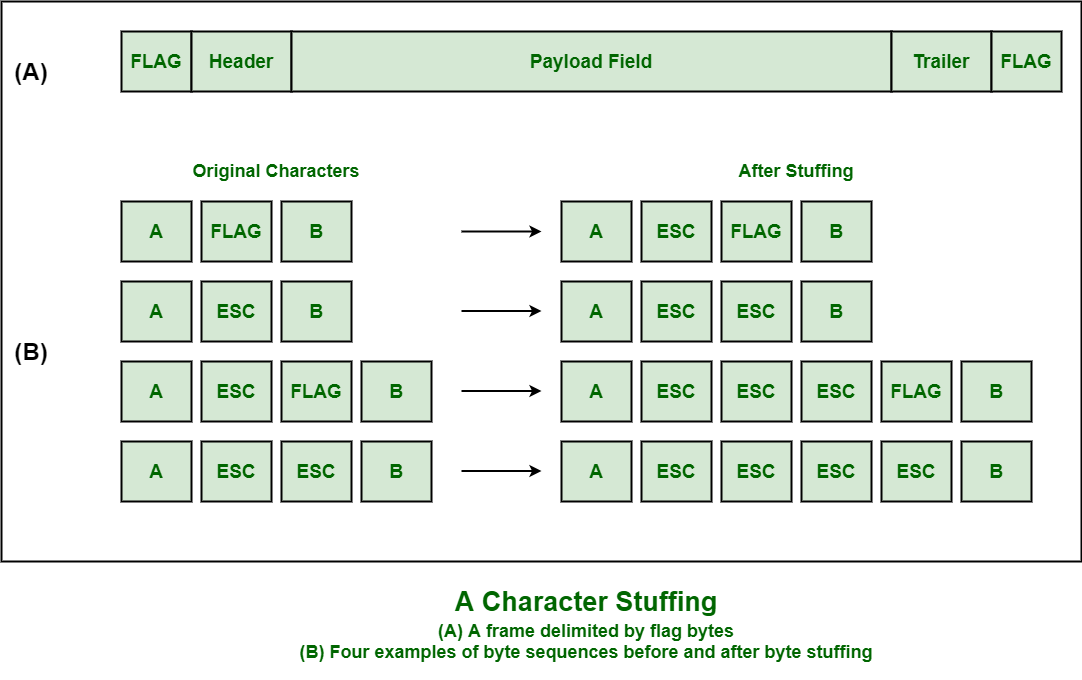 (A) FLAG Header Payload Field Trailer FLAG
Original Characters After Stuffing
A FLAG B A ESC FLAG B
A ESC B A ESC ESC B
(B)
A ESC FLAG B A ESC ESC ESC FLAG B
A ESC ESC B A ESC ESC ESC ESC B
A Character Stuffing
(A) A frame delimited by flag bytes
(B) Four examples of byte sequences before and after byte stuffing